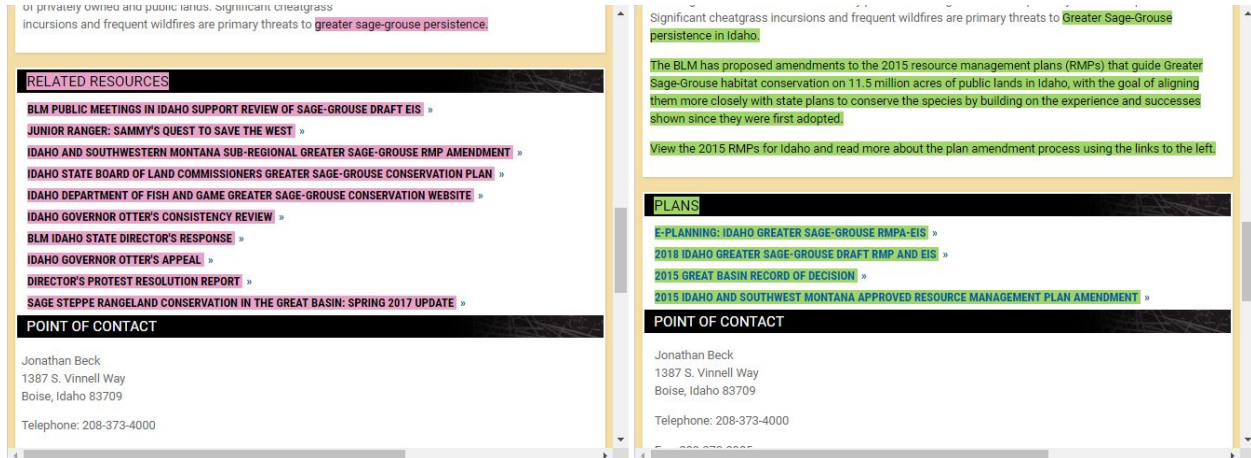 of privately owned and public lands. Significant cheatgrass
incursions and frequent wildfires are primary threats to greater sage-grouse persistence.
RELATED RESOURCES
BLM PUBLIC MEETINGS IN IDAHO SUPPORT REVIEW OF SAGE-GROUSE DRAFT EIS »
JUNIOR RANGER: SAMMY'S QUEST TO SAVE THE WEST »
IDAHO AND SOUTHWESTERN MONTANA SUB-REGIONAL GREATER SAGE-GROUSE RMP AMENDMENT »
IDAHO STATE BOARD OF LAND COMMISSIONERS GREATER SAGE-GROUSE CONSERVATION PLAN »
IDAHO DEPARTMENT OF FISH AND GAME GREATER SAGE-GROUSE CONSERVATION WEBSITE »
IDAHO GOVERNOR OTTER'S CONSISTENCY REVIEW »
BLM IDAHO STATE DIRECTOR'S RESPONSE »
IDAHO GOVERNOR OTTER'S APPEAL »
DIRECTOR'S PROTEST RESOLUTION REPORT »
SAGE STEPPE RANGELAND CONSERVATION IN THE GREAT BASIN: SPRING 2017 UPDATE »
POINT OF CONTACT
Jonathan Beck
1387 S. Vinnell Way
Boise, Idaho 83709
Telephone: 208-373-4000
Significant cheatgrass incursions and frequent wildfires are primary threats to Greater Sage-Grouse
persistence in Idaho.
The BLM has proposed amendments to the 2015 resource management plans (RMPs) that guide Greater
Sage-Grouse habitat conservation on 11.5 million acres of public lands in Idaho, with the goal of aligning
them more closely with state plans to conserve the species by building on the experience and successes
shown since they were first adopted.
View the 2015 RMPs for Idaho and read more about the plan amendment process using the links to the left.
PLANS
E-PLANNING: IDAHO GREATER SAGE-GROUSE RMPA-EIS »
2018 IDAHO GREATER SAGE-GROUSE DRAFT RMP AND EIS »
2015 GREAT BASIN RECORD OF DECISION »
2015 IDAHO AND SOUTHWEST MONTANA APPROVED RESOURCE MANAGEMENT PLAN AMENDMENT »
POINT OF CONTACT
Jonathan Beck
1387 S. Vinnell Way
Boise, Idaho 83709
Telephone: 208-373-4000